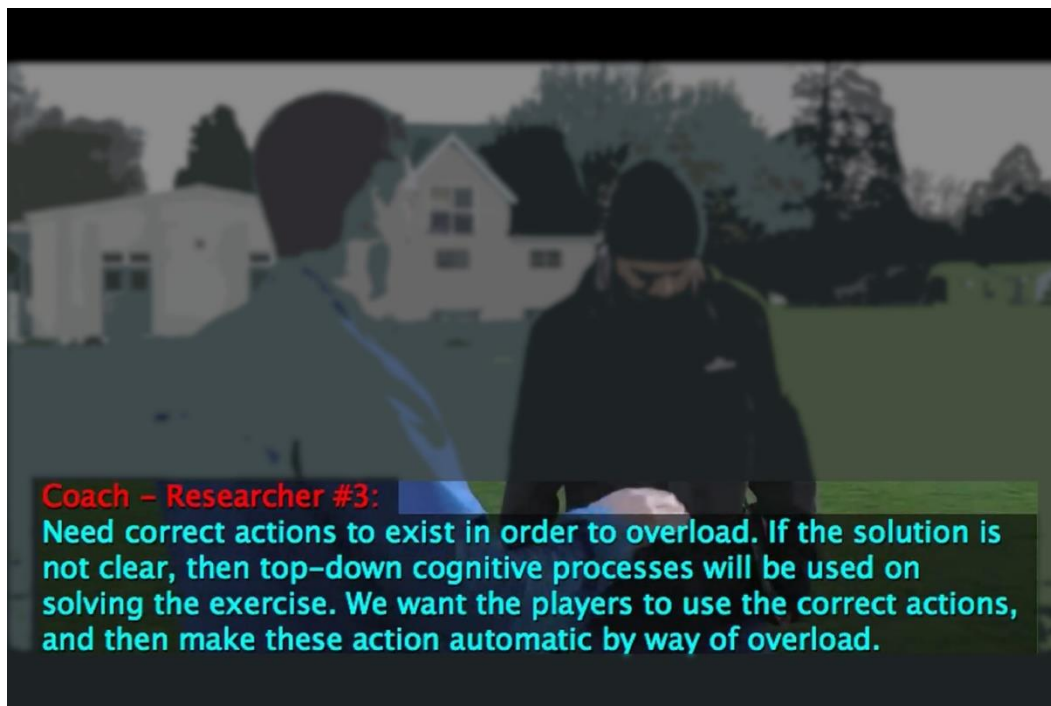 Coach – Researcher #3:
Need correct actions to exist in order to overload. If the solution is
not clear, then top–down cognitive processes will be used on
solving the exercise. We want the players to use the correct actions,
and then make these action automatic by way of overload.